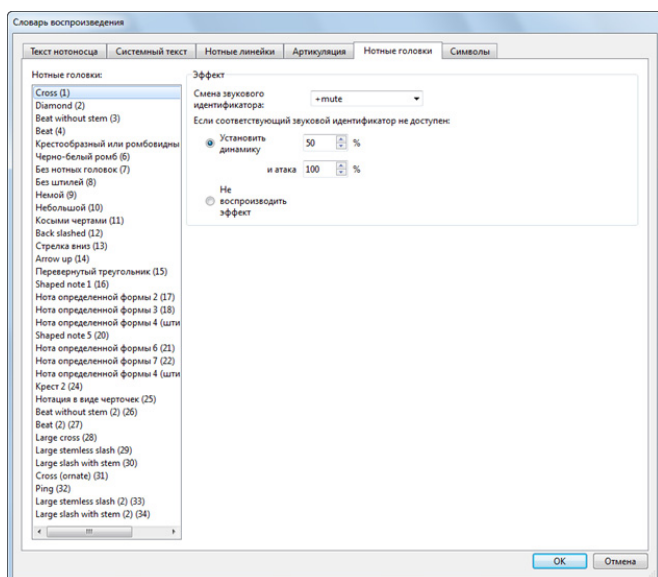 Словарь воспроизведения
Текст нотоносца Системный текст Нотные линейки Артикуляция Нотные головки Символы
Нотные головки:
Cross (1)
Diamond (2)
Beat without stem (3)
Beat (4)
Крестообразный или ромбовидны
Черно-белый ромб (6)
Без нотных головок (7)
Без штилей (8)
Немой (9)
Небольшой (10)
Косыми чертами (11)
Back slashed (12)
Стрелка вниз (13)
Arrow up (14)
Перевернутый треугольник (15)
Shaped note 1 (16)
Нота определенной формы 2 (17)
Нота определенной формы 3 (18)
Нота определенной формы 4 (шти
Shaped note 5 (20)
Нота определенной формы 6 (21)
Нота определенной формы 7 (22)
Нота определенной формы 4 (шти
Крест 2 (24)
Нотация в виде черточек (25)
Beat without stem (2) (26)
Beat (2) (27)
Large cross (28)
Large stemless slash (29)
Large slash with stem (30)
Cross (ornate) (31)
Ping (32)
Large stemless slash (2) (33)
Large slash with stem (2) (34)
Эффект
Смена звукового
идентификатора:
+mute
Если соответствующий звуковой идентификатор не доступен:
Установить
динамику
50 %
и атака 100 %
Не
воспроизводить
эффект
OK Отмена